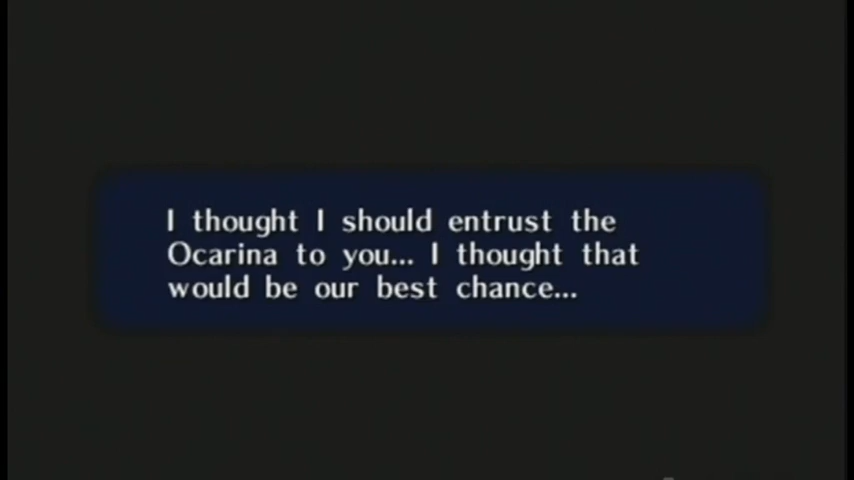 I thought I should entrust the
Ocarina to you... I thought that
would be our best chance...